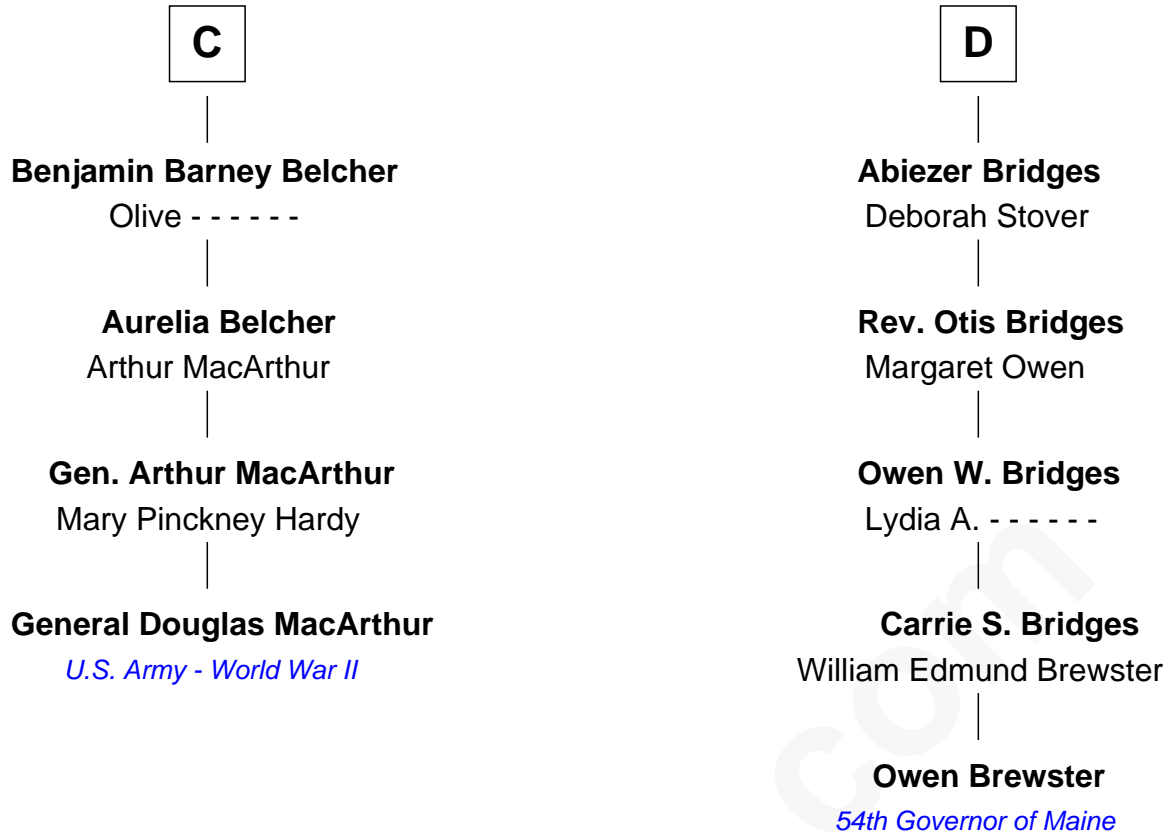 C
Benjamin Barney Belcher
Olive - - - - - -
Aurelia Belcher
Arthur MacArthur
Gen. Arthur MacArthur
Mary Pinckney Hardy
General Douglas MacArthur
U.S. Army - World War II
D
Abiezer Bridges
Deborah Stover
Rev. Otis Bridges
Margaret Owen
Owen W. Bridges
Lydia A. - - - - - -
Carrie S. Bridges
William Edmund Brewster
Owen Brewster
54th Governor of Maine
com